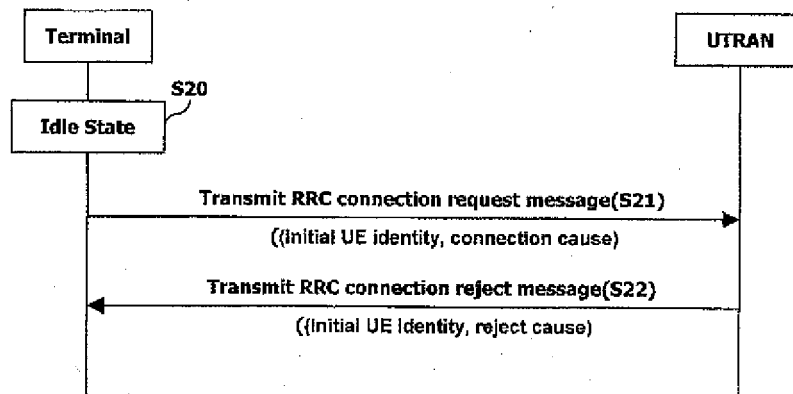 Terminal
UTRAN
S20
Idle State
Transmit RRC connection request message(S21)
((Initial UE identity, connection cause)
Transmit RRC connection reject message(S22)
((Initial UE Identity, reject cause)